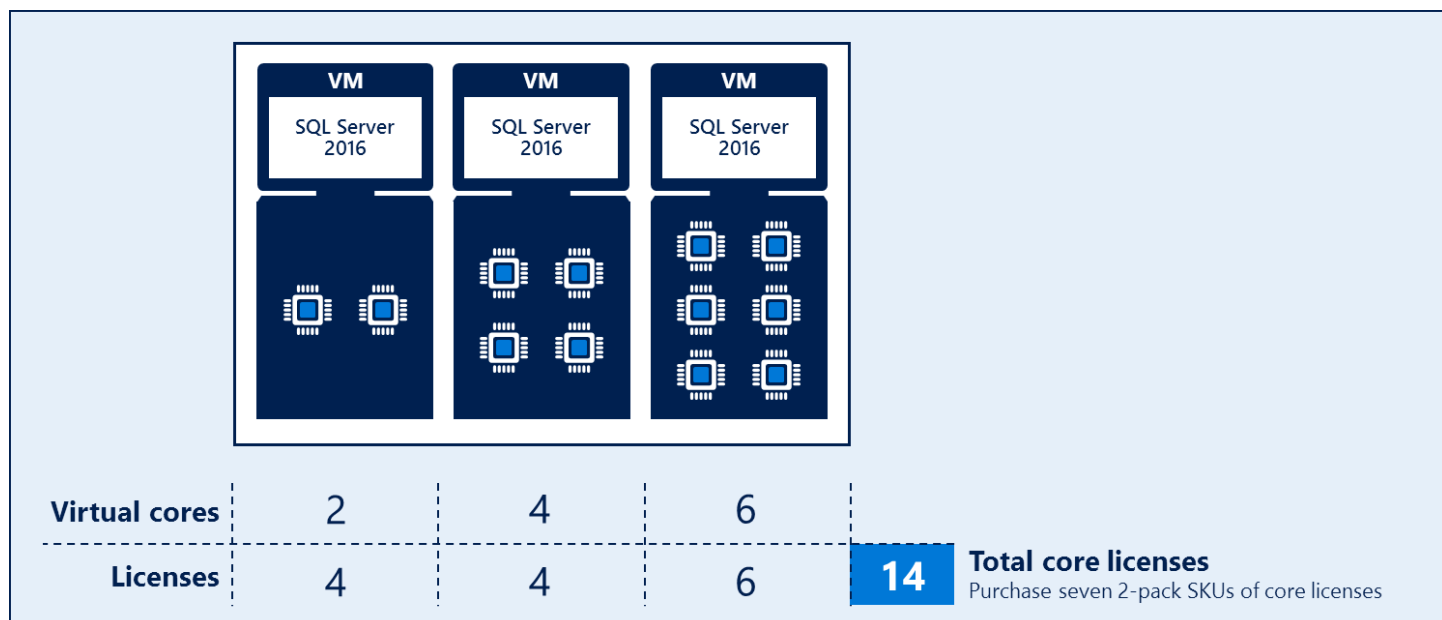 VM VM VM
SQL Server SQL Server SQL Server
2016 2016 2016
Virtual cores 2 4 6
Licenses 4 4 6 14
Total core licenses
Purchase seven 2-pack SKUs of core licenses